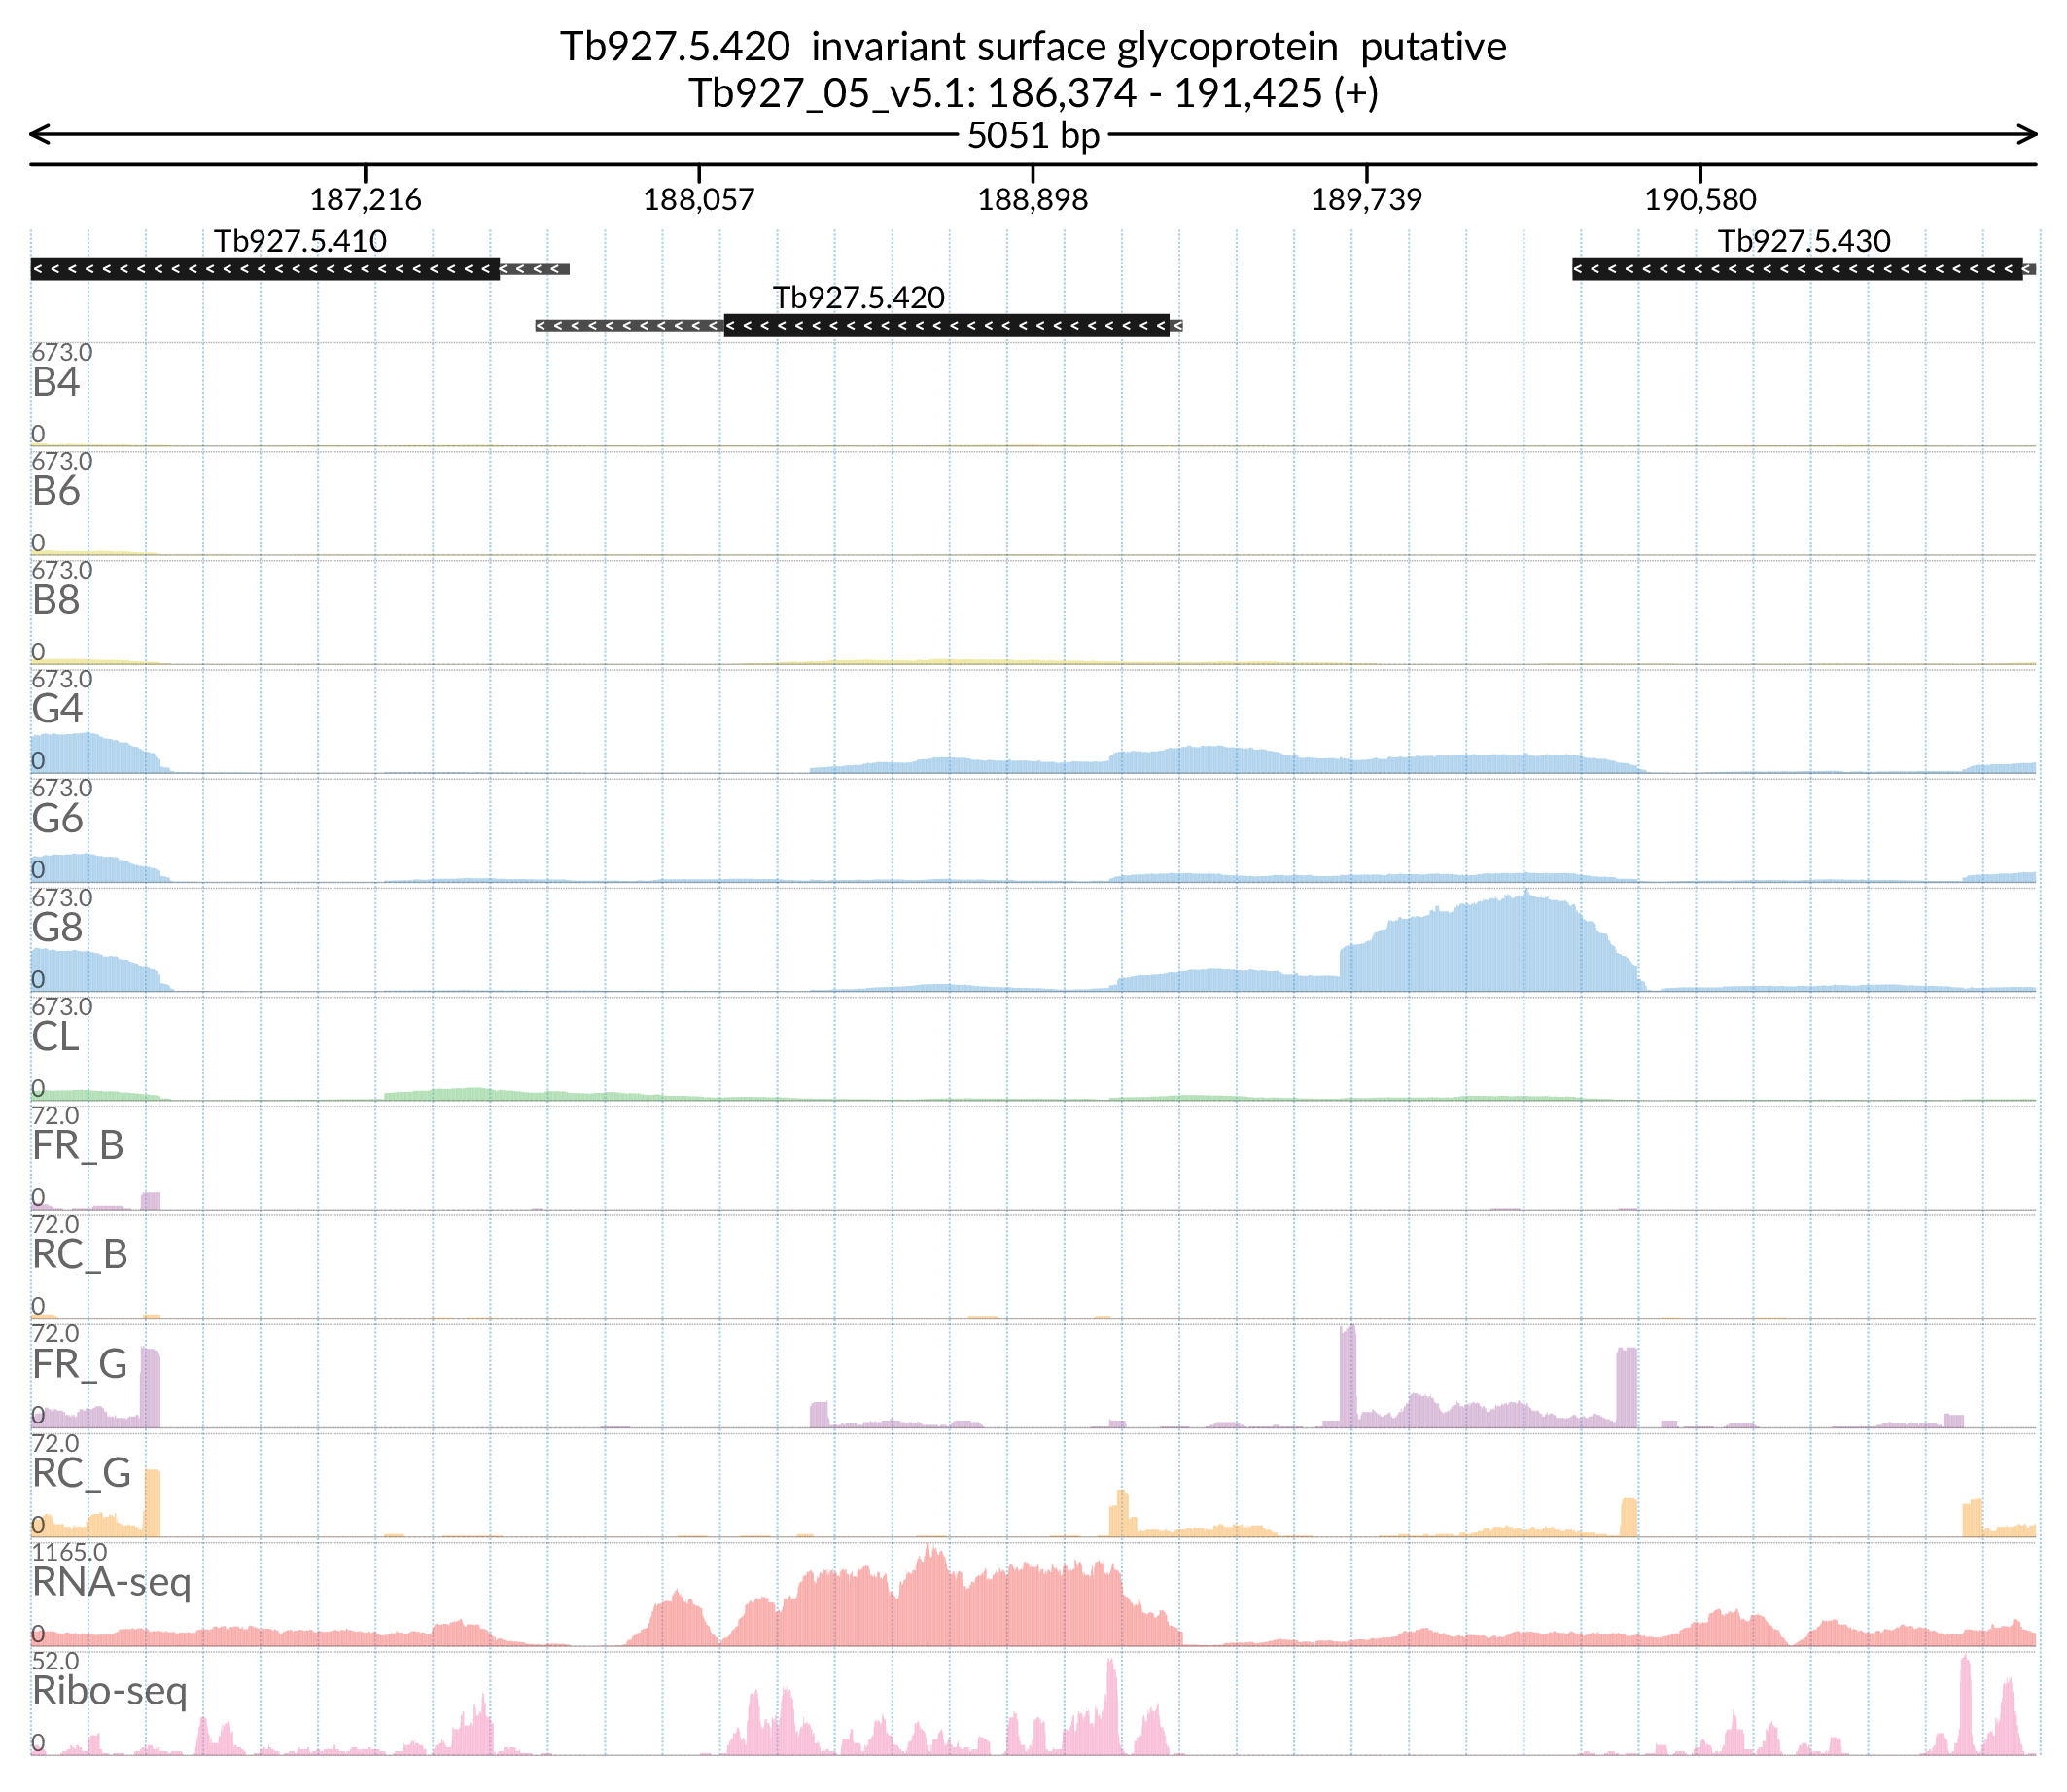 Tb927.5.420  invariant surface glycoprotein  putative
Tb927_05_v5.1: 186,374 - 191,425 (+)
5051 bp
187,216 188,057 188,898 189,739 190,580
Tb927.5.410 Tb927.5.430
Tb927.5.420
673.0
B4
0
673.0
B6
0
673.0
B8
0
673.0
G4
0
673.0
G6
0
673.0
G8
0
673.0
CL
0
72.0
FR_B
0
72.0
RC_B
0
72.0
FR_G
0
72.0
RC_G
0
1165.0
RNA-seq
0
52.0
Ribo-seq
0